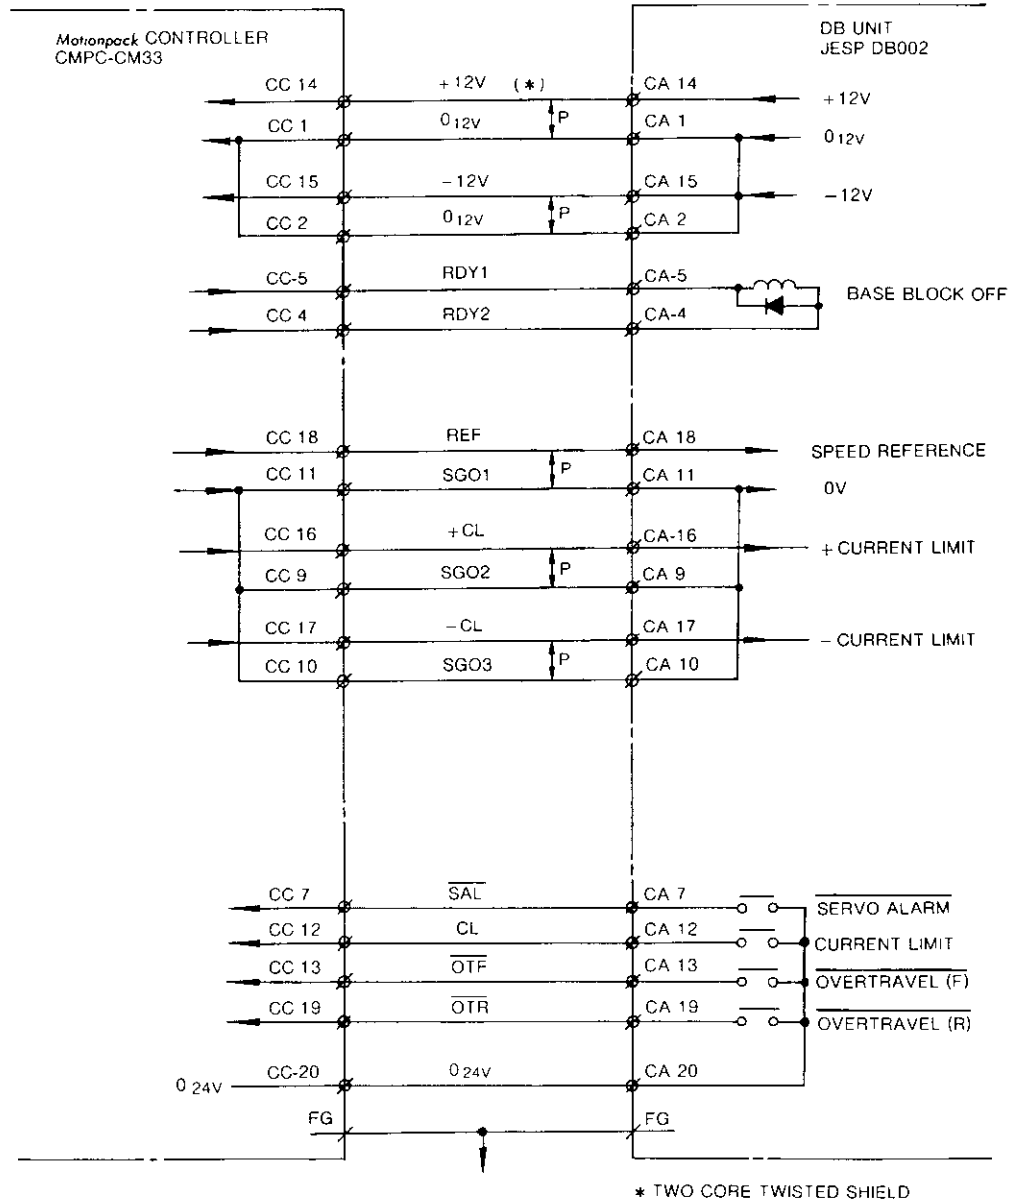 Motionpack CONTROLLER
CMPC-CM33
DB UNIT
JESP DB002
CC 14 +12V (*) CA 14 +12V
P
CC 1 0 12V CA 1 0 12V
CC 15 -12V CA 15 -12V
P
CC 2 0 12V CA 2
CC-5 RDY1 CA-5
BASE BLOCK OFF
CC 4 RDY2 CA-4
CC 18 REF CA 18 SPEED REFERENCE
P
CC 11 SGO1 CA 11 0V
CC 16 +CL CA-16 + CURRENT LIMIT
P
CC 9 SGO2 CA 9
CC 17 -CL CA 17 - CURRENT LIMIT
P
CC 10 SGO3 CA 10
CC 7 SAL CA 7 SERVO ALARM
CC 12 CL CA 12 CURRENT LIMIT
CC 13 OTF CA 13 OVERTRAVEL (F)
CC 19 OTR CA 19 OVERTRAVEL (R)
0 24V CC-20 0 24V CA 20
FG FG
* TWO CORE TWISTED SHIELD